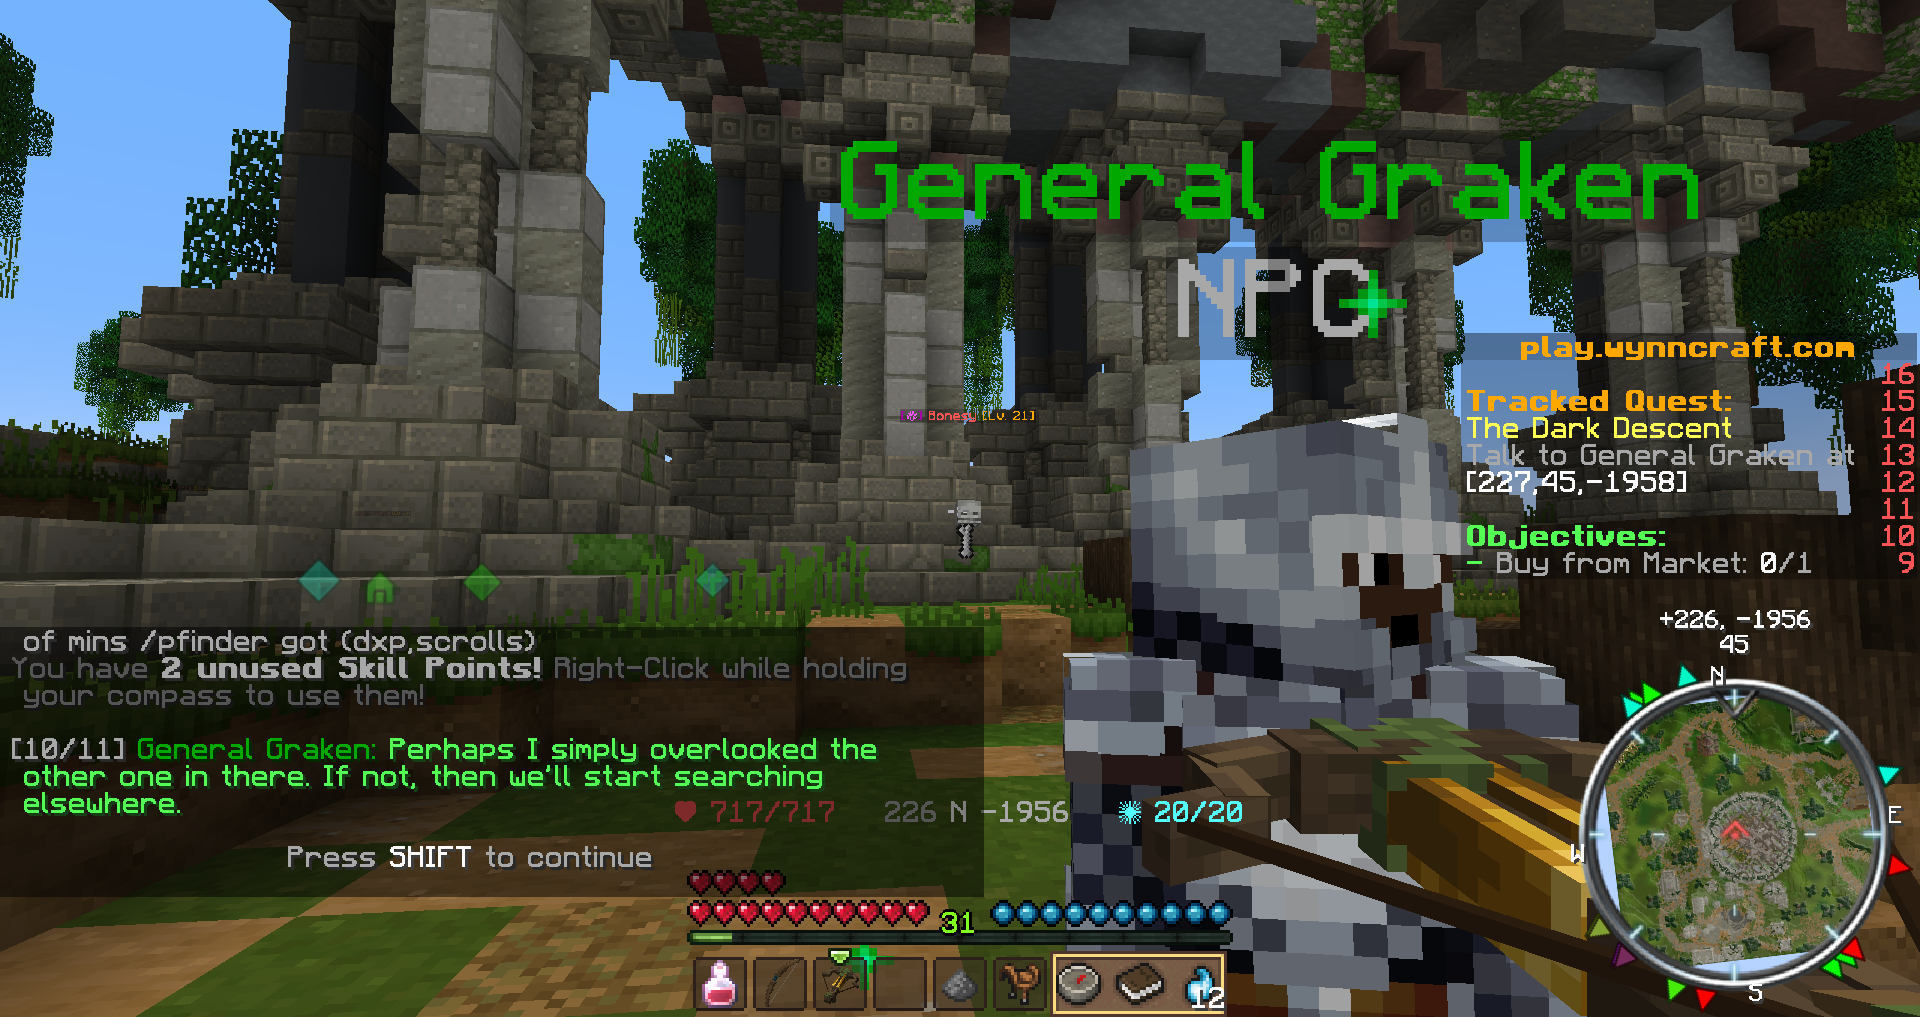 General Graken
NPC
Bonesy [Lv. 21]
play.wynncraft.com
16
Tracked Quest:
15
The Dark Descent
14
Talk to General Graken at
13
[227,45,-1958]
12
11
Objectives:
10
- Buy from Market: 0/1
9
+226, -1956
45
N
E
W
S
of mins /pfinder got (dxp,scrolls)
You have 2 unused Skill Points! Right-Click while holding
your compass to use them!
[10/11] General Graken: Perhaps I simply overlooked the
other one in there. If not, then we'll start searching
elsewhere.
Press SHIFT to continue
717/717
226 N -1956
20/20
31
12